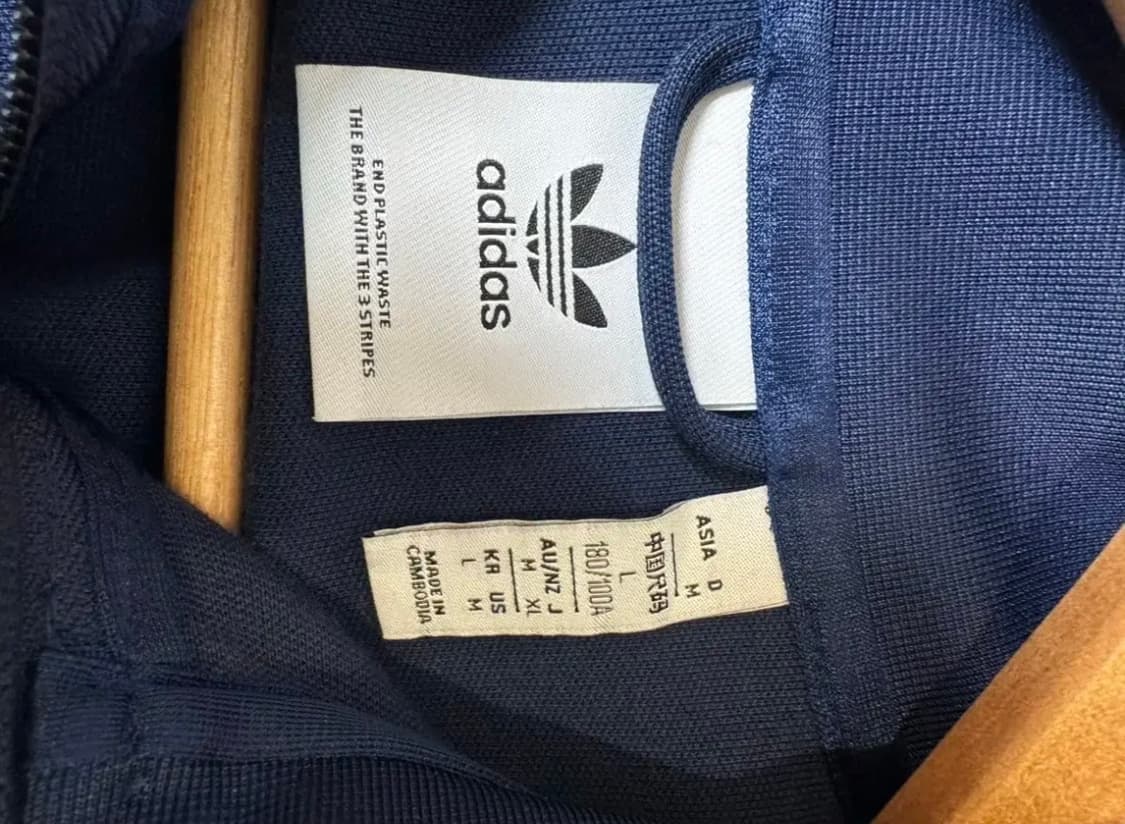 adidas
END PLASTIC WASTE
THE BRAND WITH THE 3 STRIPES
ASIA D
M
中国尺码
L
180/100A
AU/NZ J
M XL
KR US
L M
MADE IN
CAMBODIA